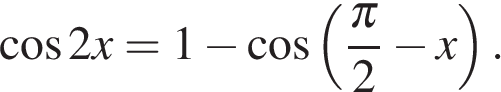 cos 2x = 1 − cos(π/2 − x).